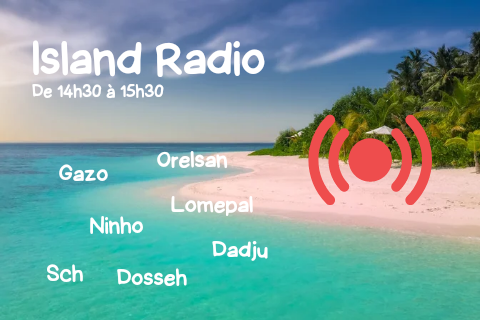 Island Radio
De 14h30 à 15h30
Orelsan
Gazo
Lomepal
Ninho
Dadju
Sch
Dosseh